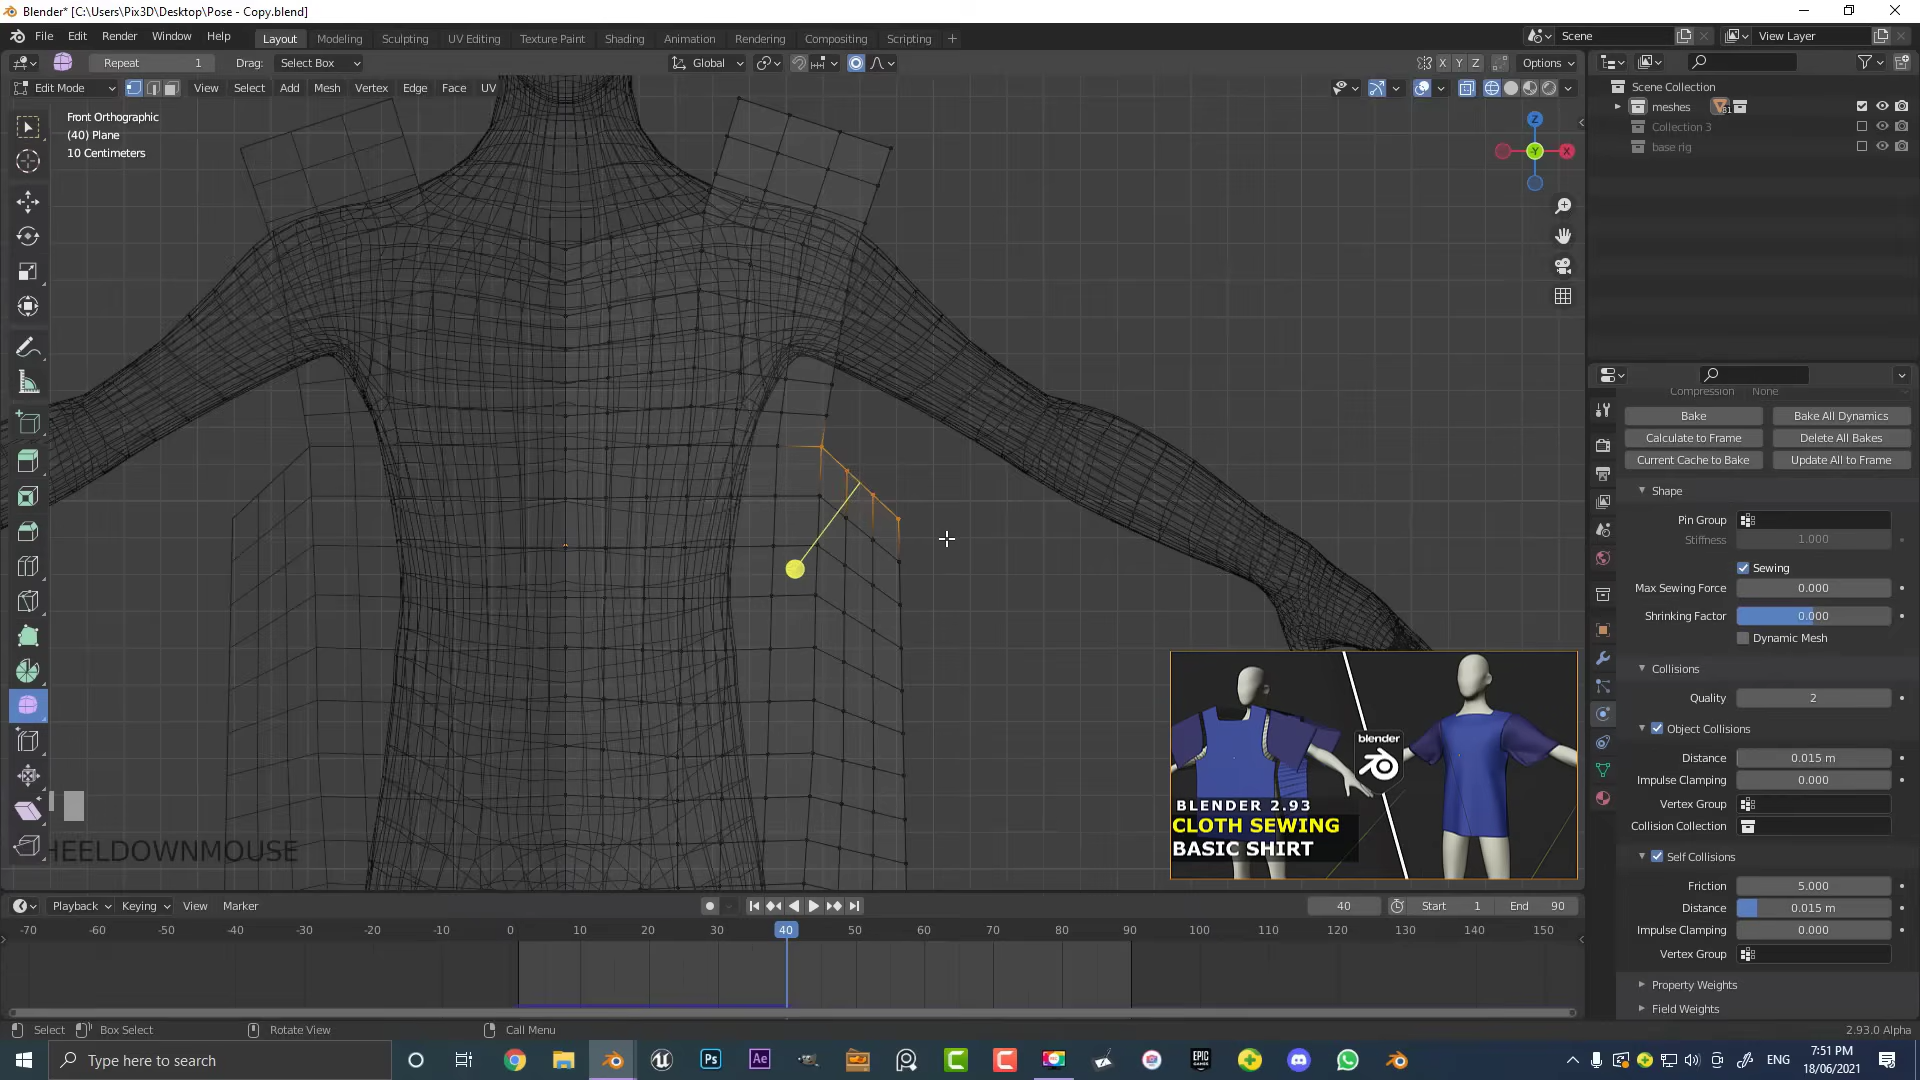 Blender* [C:\Users\Pix3D\Desktop\Pose - Copy.blend]
File Edit Render Window Help
Layout Modeling Sculpting UV Editing Texture Paint Shading Animation Rendering Compositing Scripting +
Scene
View Layer
Repeat 1 Drag: Select Box
Global
X Y Z Options
Edit Mode View Select Add Mesh Vertex Edge Face UV
Front Orthographic
(40) Plane
10 Centimeters
Z
-Y
X
Scene Collection
meshes 81
Collection 3
base rig
Compression None
Bake Bake All Dynamics
Calculate to Frame Delete All Bakes
Current Cache to Bake Update All to Frame
Shape
Pin Group
Stiffness 1.000
Sewing
Max Sewing Force 0.000
Shrinking Factor 0.000
Dynamic Mesh
Collisions
Quality 2
Object Collisions
Distance 0.015 m
Impulse Clamping 0.000
Vertex Group
Collision Collection
Self Collisions
Friction 5.000
Distance 0.015 m
Impulse Clamping 0.000
Vertex Group
Property Weights
Field Weights
blender
BLENDER 2.93
CLOTH SEWING
BASIC SHIRT
HEELDOWNMOUSE
Playback Keying View Marker
40 Start 1 End 90
-70 -60 -50 -40 -30 -20 -10 0 10 20 30 40 50 60 70 80 90 100 110 120 130 140 150
Select Box Select Rotate View Call Menu
2.93.0 Alpha
Type here to search
Ps
Ae
EPIC GAMES
ENG
7:51 PM
18/06/2021